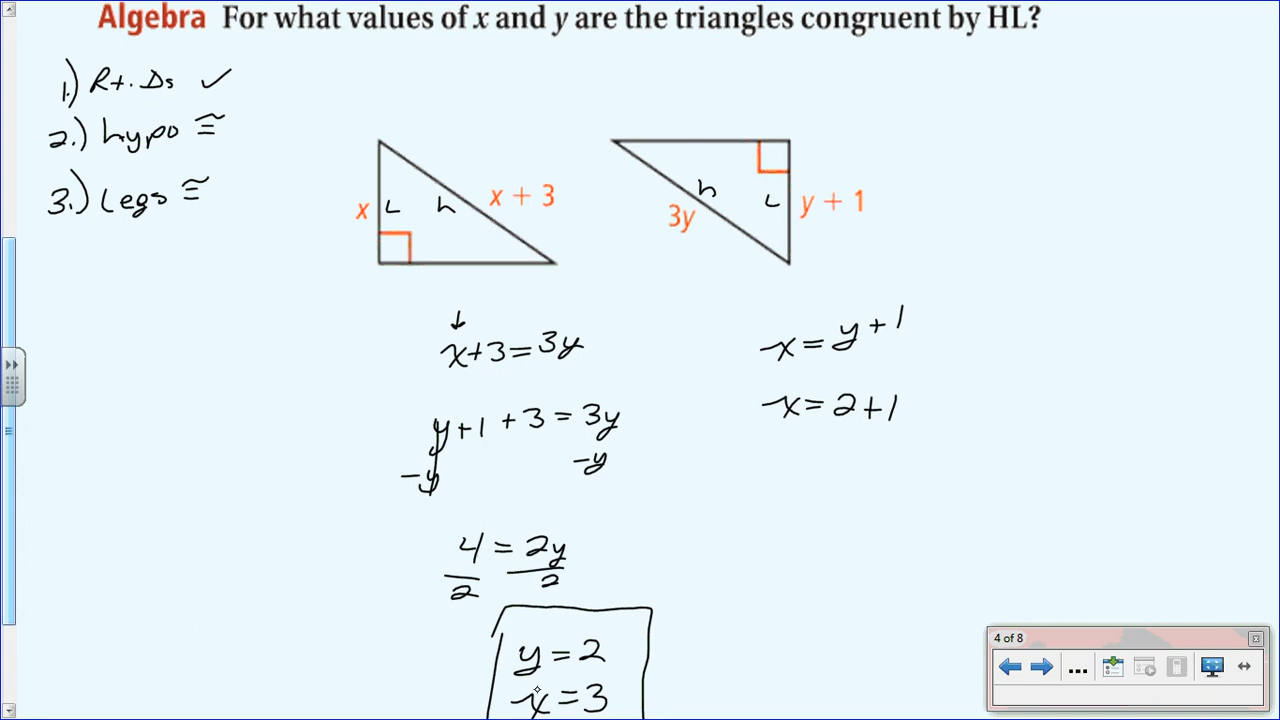 Algebra For what values of x and y are the triangles congruent by HL?
1.) Rt. Δs ✓
2.) hypo ≅
3.) Legs ≅
x L h x + 3
h 3y L y + 1
↓
x+3=3y
x=y+1
y+1+3=3y
x=2+1
-y -y
4=2y
2 2
y=2
x=3
4 of 8
...